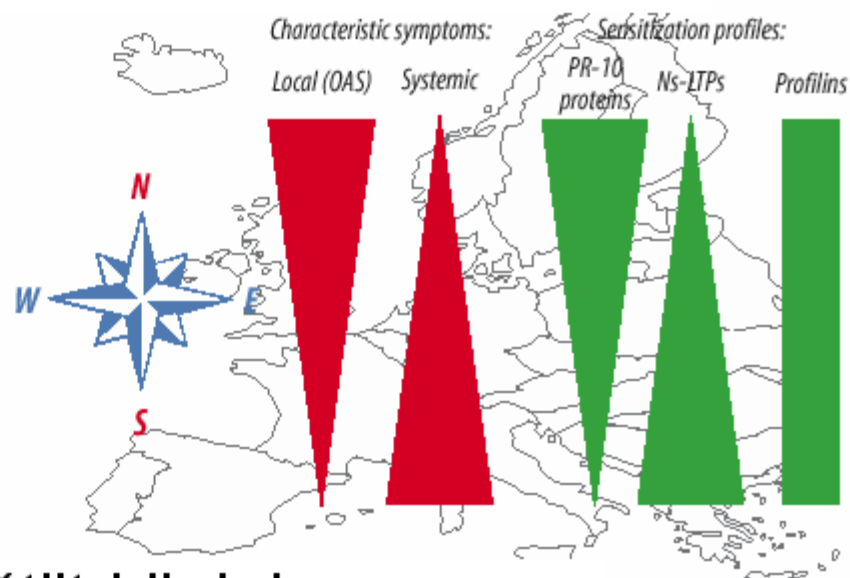 Characteristic symptoms:
Sensitization profiles:
Local (OAS)
Systemic
PR-10
proteins
Ns-LTPs
Profilins
N
W
E
S